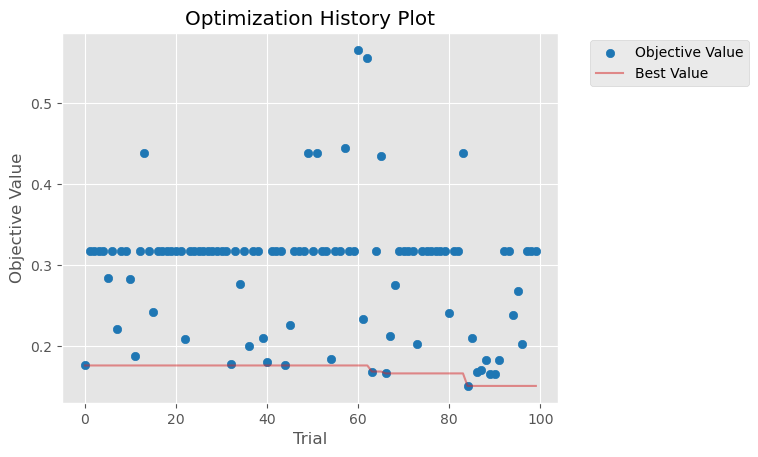 Optimization History Plot
Objective Value
Best Value
0.5
0.4
0.3
0.2
Objective Value
0
20
40
60
80
100
Trial